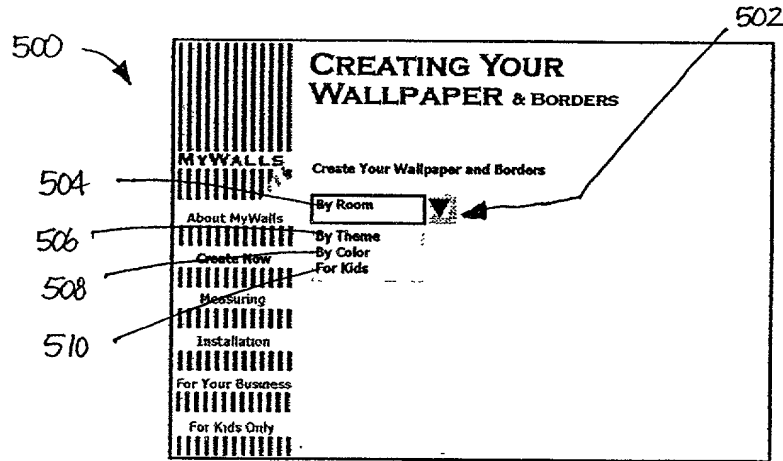 502
500
CREATING YOUR
WALLPAPER & BORDERS
MYWALLS
Create Your Wallpaper and Borders
504
By Room
About MyWalls
506
By Theme
By Color
Create Now
508
For Kids
Measuring
510
Installation
For Your Business
For Kids Only